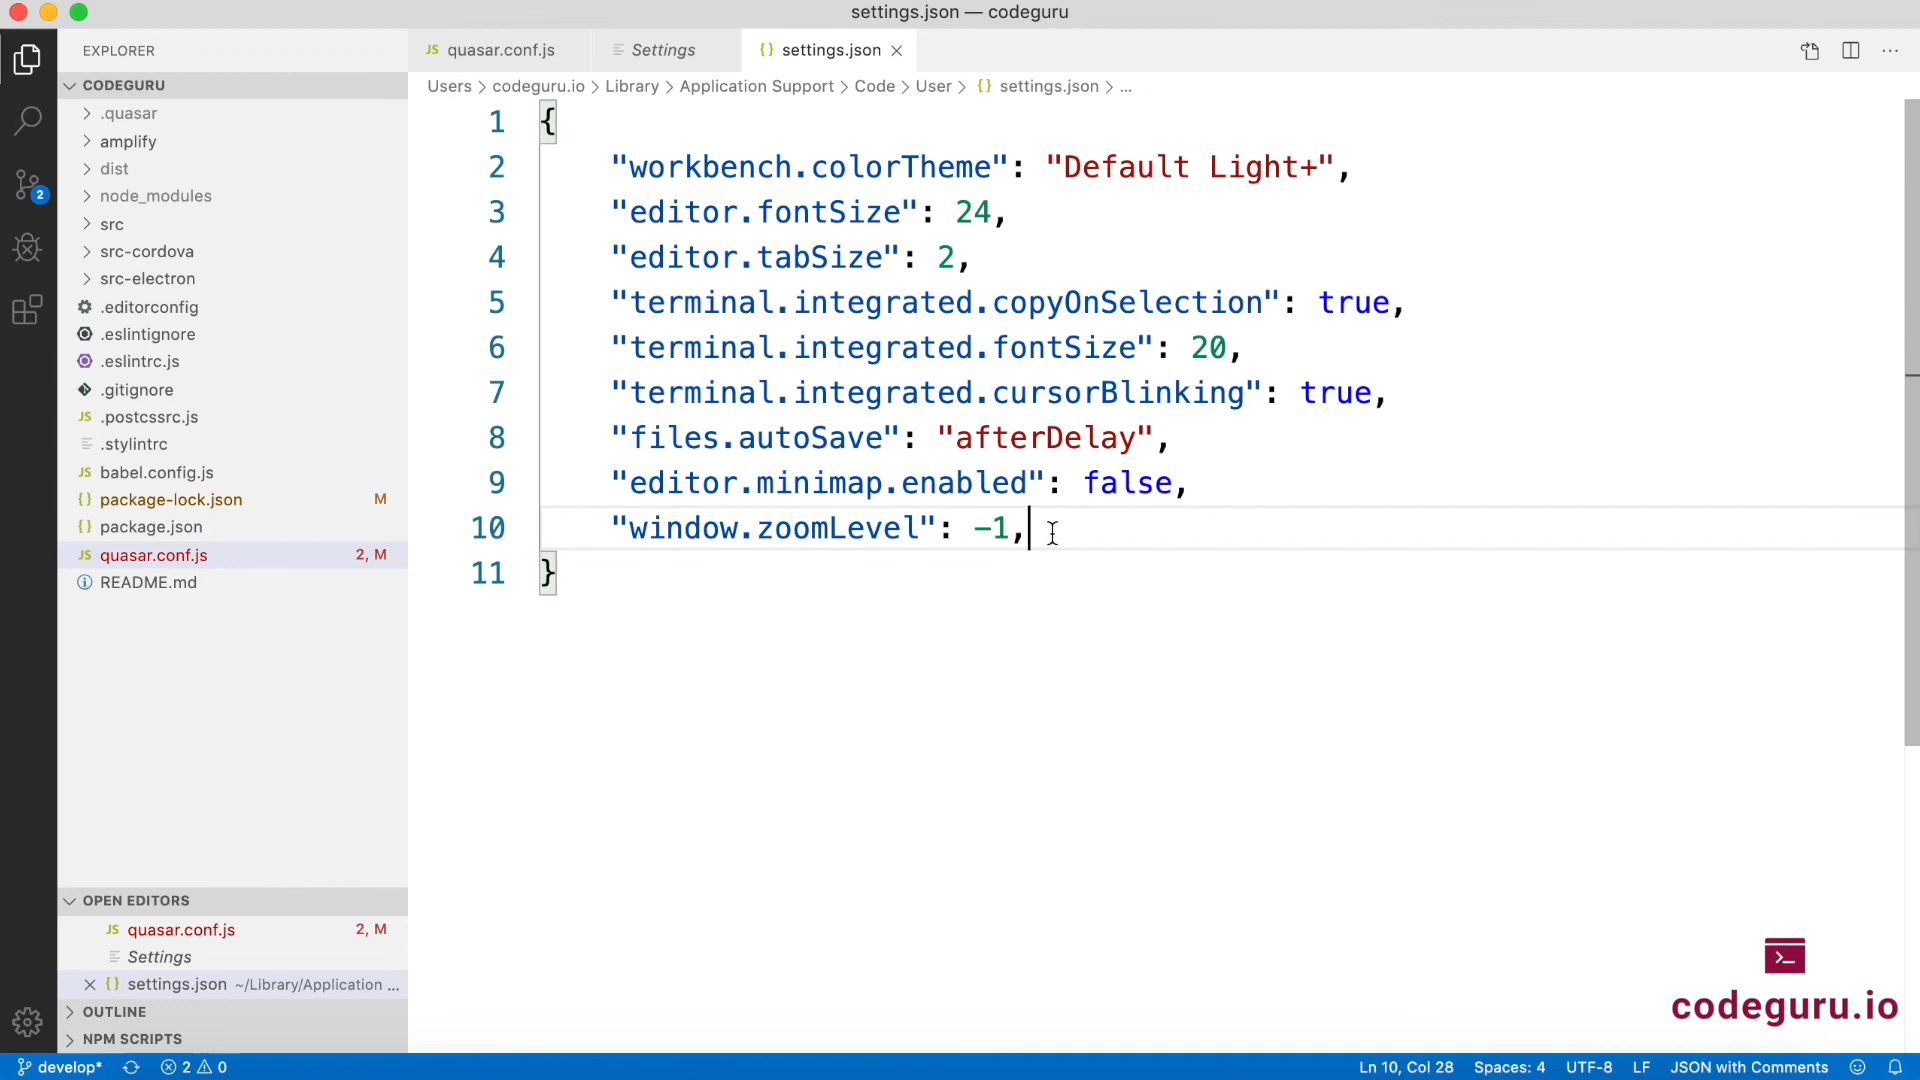 settings.json — codeguru
EXPLORER
CODEGURU
.quasar
amplify
dist
node_modules
src
src-cordova
src-electron
.editorconfig
.eslintignore
.eslintrc.js
.gitignore
JS .postcssrc.js
.stylintrc
JS babel.config.js
{} package-lock.json M
{} package.json
JS quasar.conf.js 2, M
README.md
OPEN EDITORS
JS quasar.conf.js 2, M
Settings
{} settings.json ~/Library/Application ...
OUTLINE
NPM SCRIPTS
2
JS quasar.conf.js
Settings
{} settings.json
Users > codeguru.io > Library > Application Support > Code > User > {} settings.json > ...
1 {
2 "workbench.colorTheme": "Default Light+",
3 "editor.fontSize": 24,
4 "editor.tabSize": 2,
5 "terminal.integrated.copyOnSelection": true,
6 "terminal.integrated.fontSize": 20,
7 "terminal.integrated.cursorBlinking": true,
8 "files.autoSave": "afterDelay",
9 "editor.minimap.enabled": false,
10 "window.zoomLevel": -1,
11 }
codeguru.io
develop* 2 0 Ln 10, Col 28 Spaces: 4 UTF-8 LF JSON with Comments